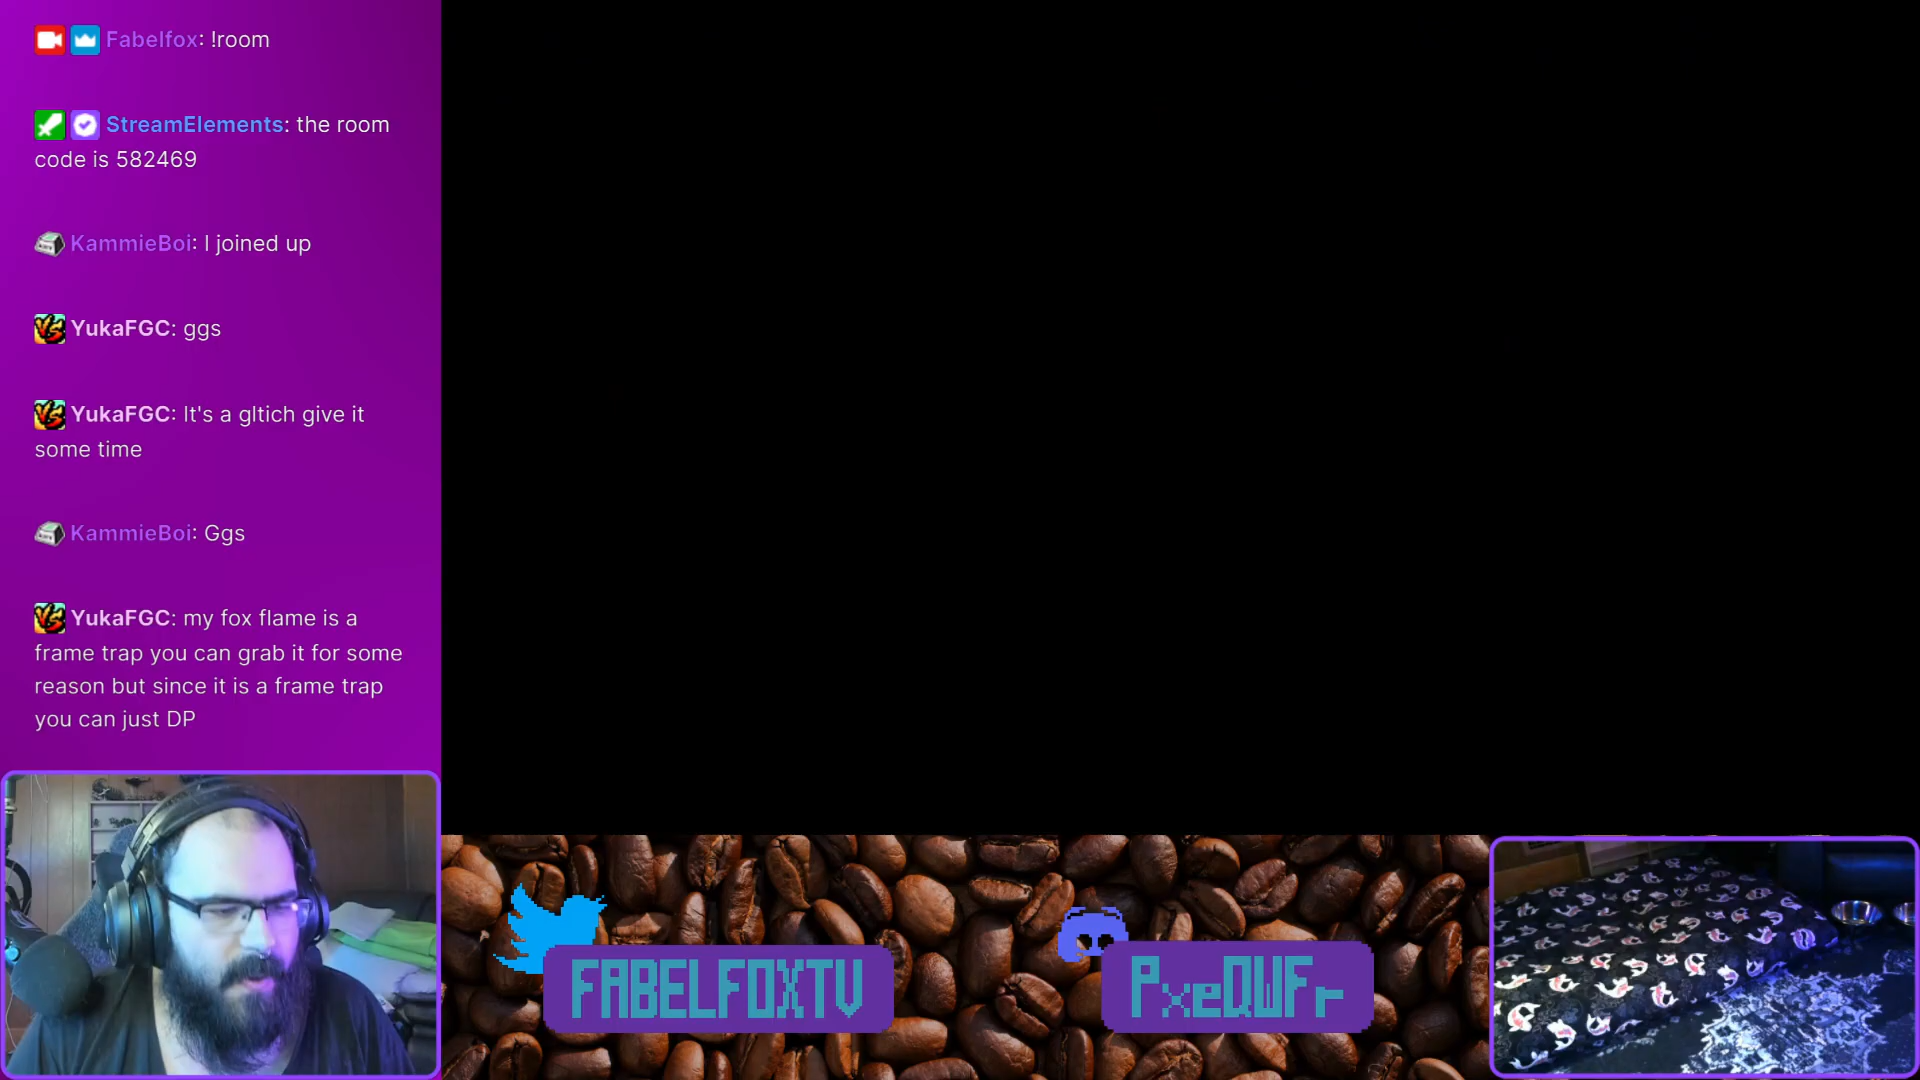 Fabelfox: !room
StreamElements: the room
code is 582469
KammieBoi: I joined up
YukaFGC: ggs
YukaFGC: It's a gltich give it
some time
KammieBoi: Ggs
YukaFGC: my fox flame is a
frame trap you can grab it for some
reason but since it is a frame trap
you can just DP
FABELFOXTV
PxeQWFr